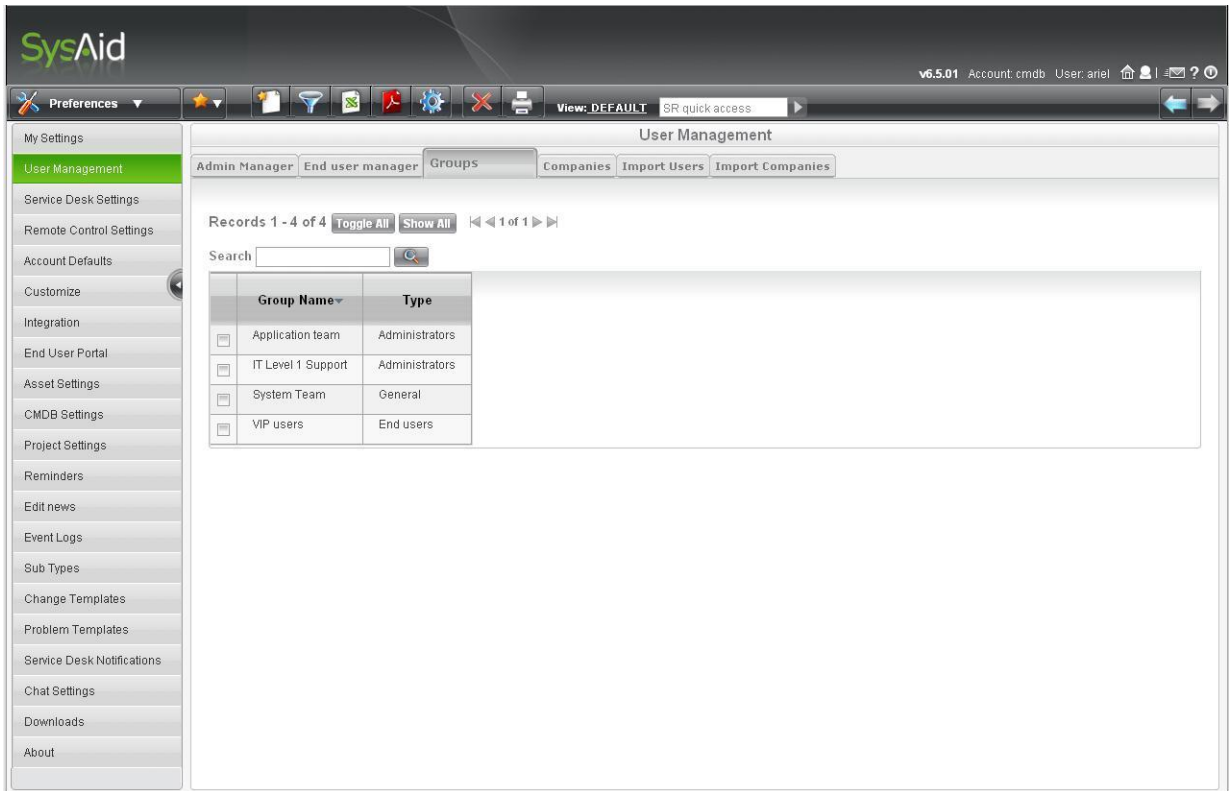 SysAid
v6.5.01 Account: cmdb User: ariel
Preferences
View: DEFAULT SR quick access
My Settings
User Management
Service Desk Settings
Remote Control Settings
Account Defaults
Customize
Integration
End User Portal
Asset Settings
CMDB Settings
Project Settings
Reminders
Edit news
Event Logs
Sub Types
Change Templates
Problem Templates
Service Desk Notifications
Chat Settings
Downloads
About
User Management
Admin Manager End user manager Groups Companies Import Users Import Companies
Records 1 - 4 of 4 Toggle All Show All 1 of 1
Search
Group Name Type
Application team Administrators
IT Level 1 Support Administrators
System Team General
VIP users End users